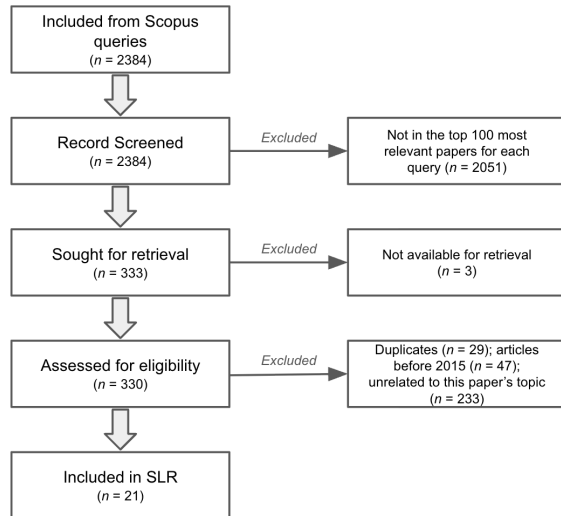 Included from Scopus
queries
(n = 2384)
Record Screened
(n = 2384)
Excluded
Not in the top 100 most
relevant papers for each
query (n = 2051)
Sought for retrieval
(n = 333)
Excluded
Not available for retrieval
(n = 3)
Assessed for eligibility
(n = 330)
Excluded
Duplicates (n = 29); articles
before 2015 (n = 47);
unrelated to this paper's topic
(n = 233)
Included in SLR
(n = 21)